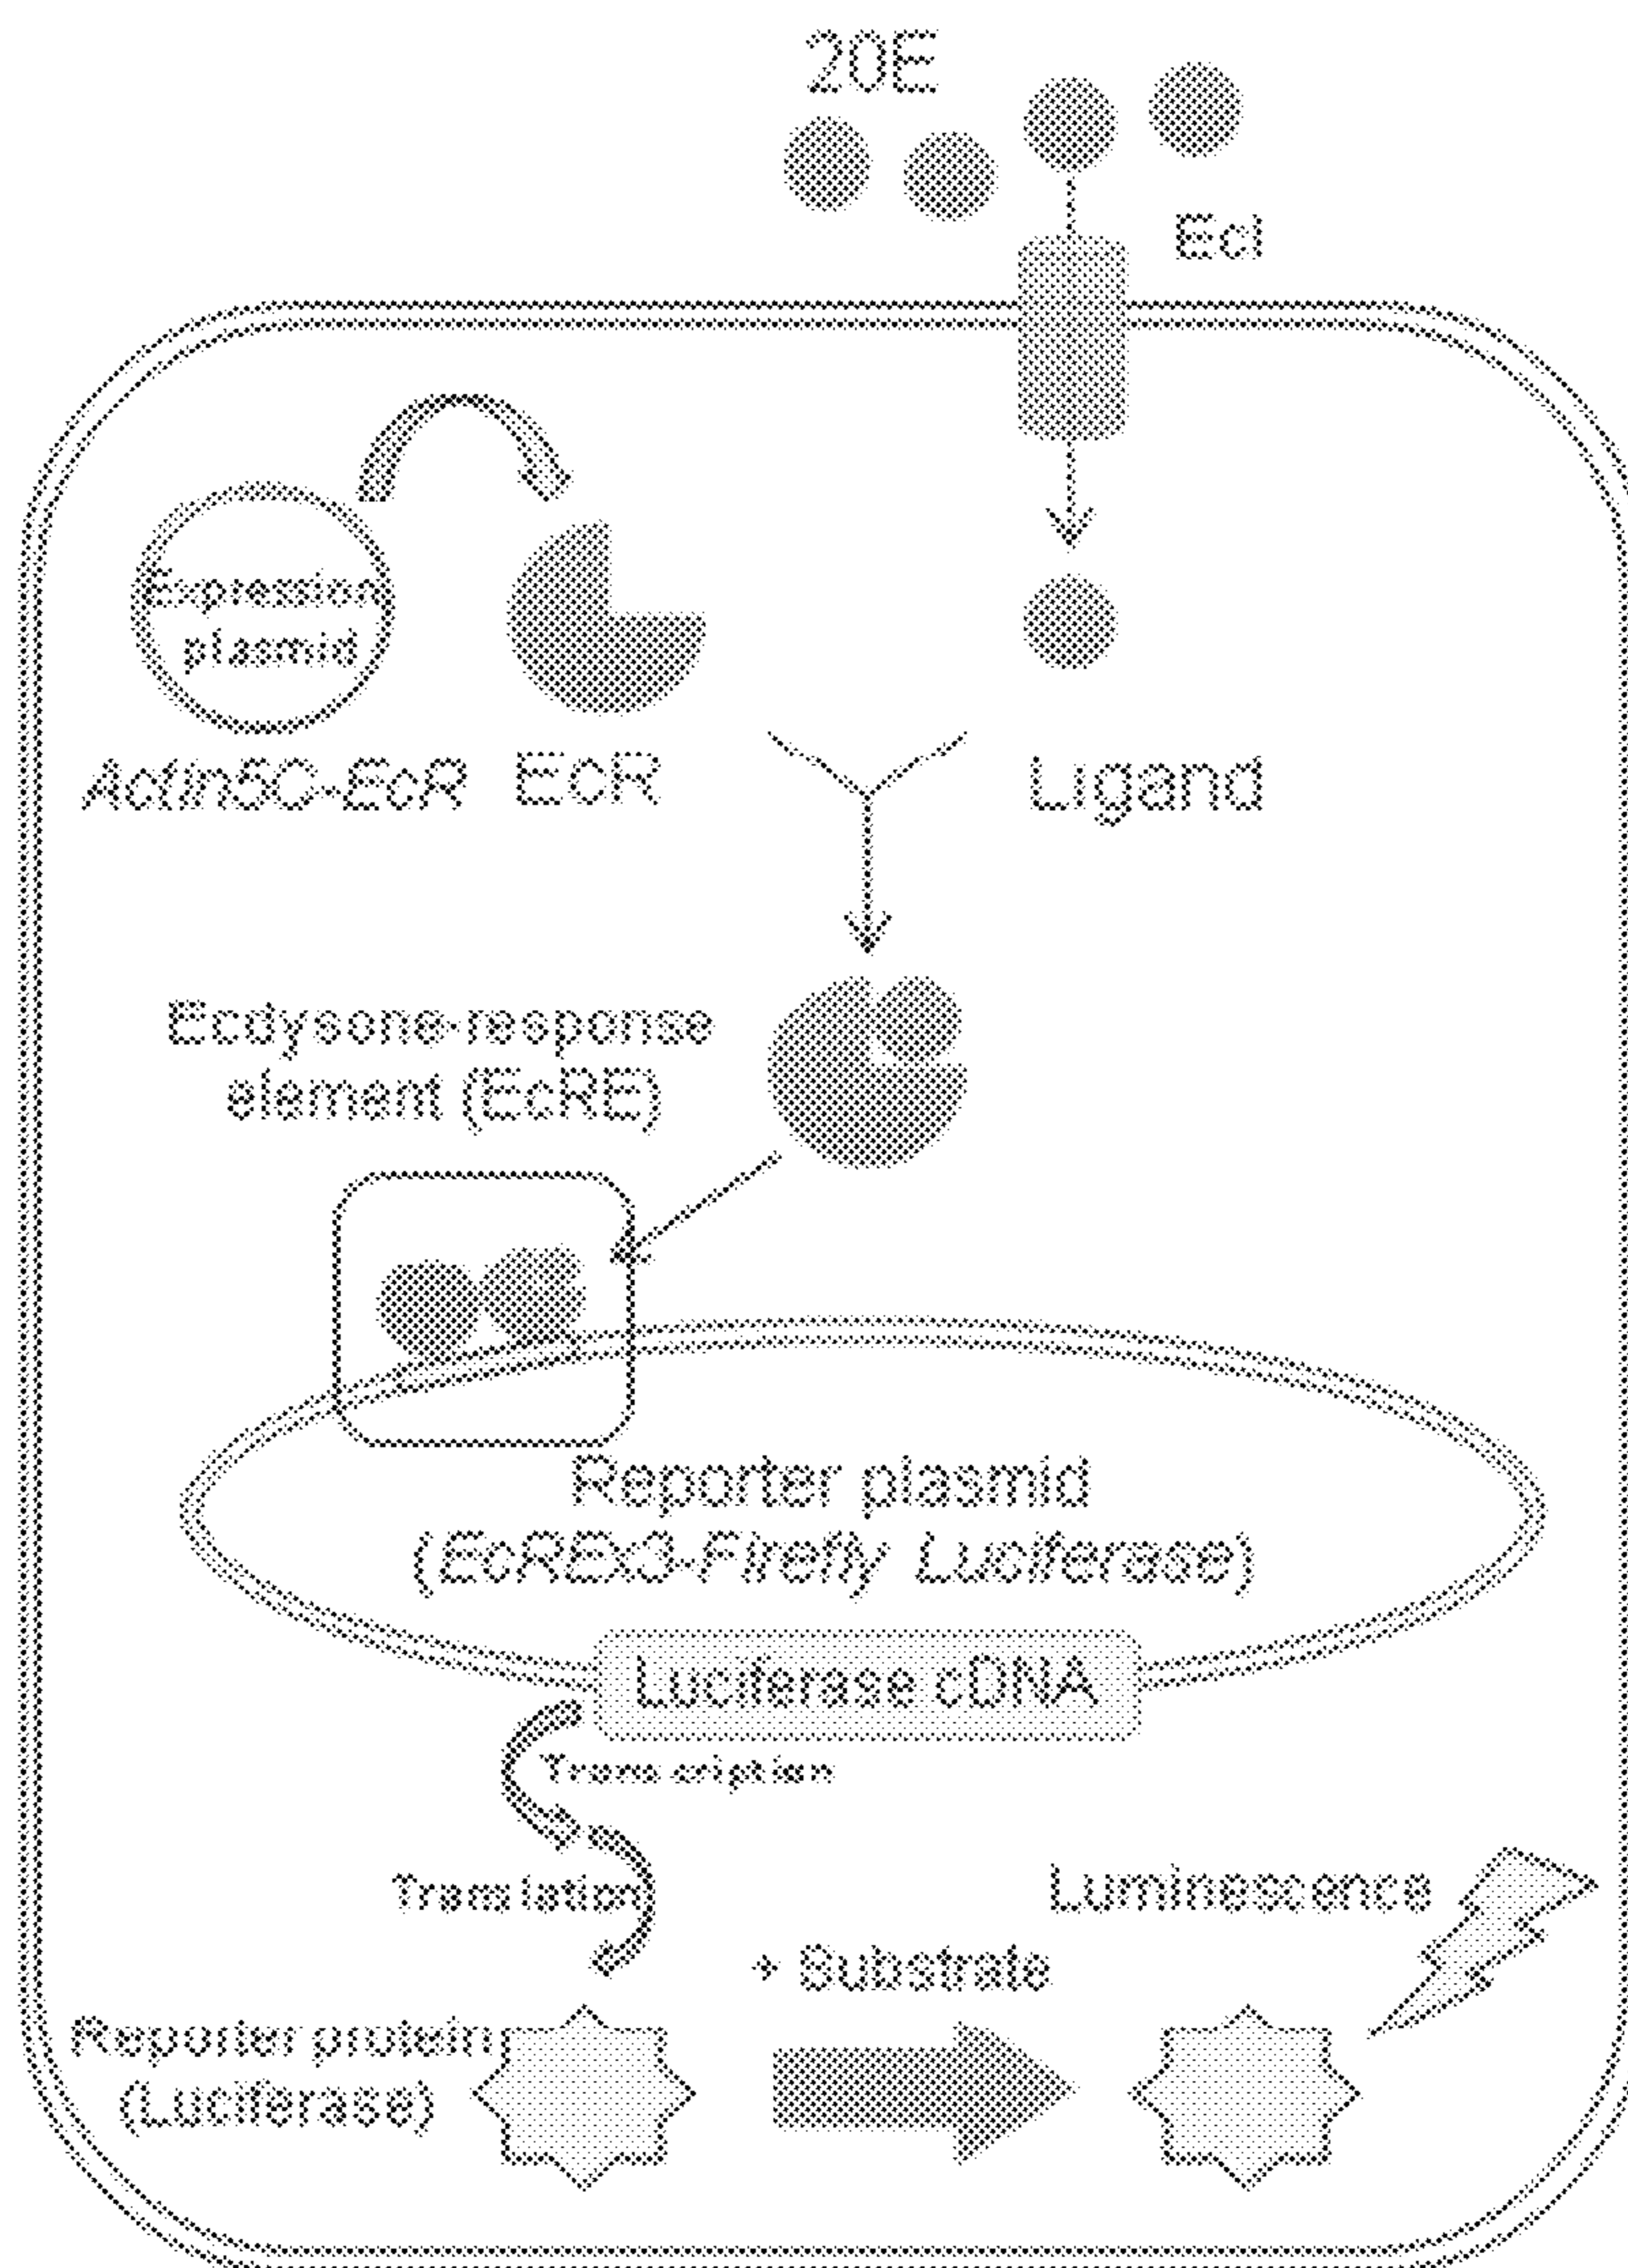 20E
EcI
Expression
plasmid
Actin5C-EcR
EcR
Ligand
Ecdysone-response
element (EcRE)
Reporter plasmid
(EcREx3-Firefly Luciferase)
Luciferase cDNA
Transcription
Translation
Luminescence
+ Substrate
Reporter protein
(Luciferase)